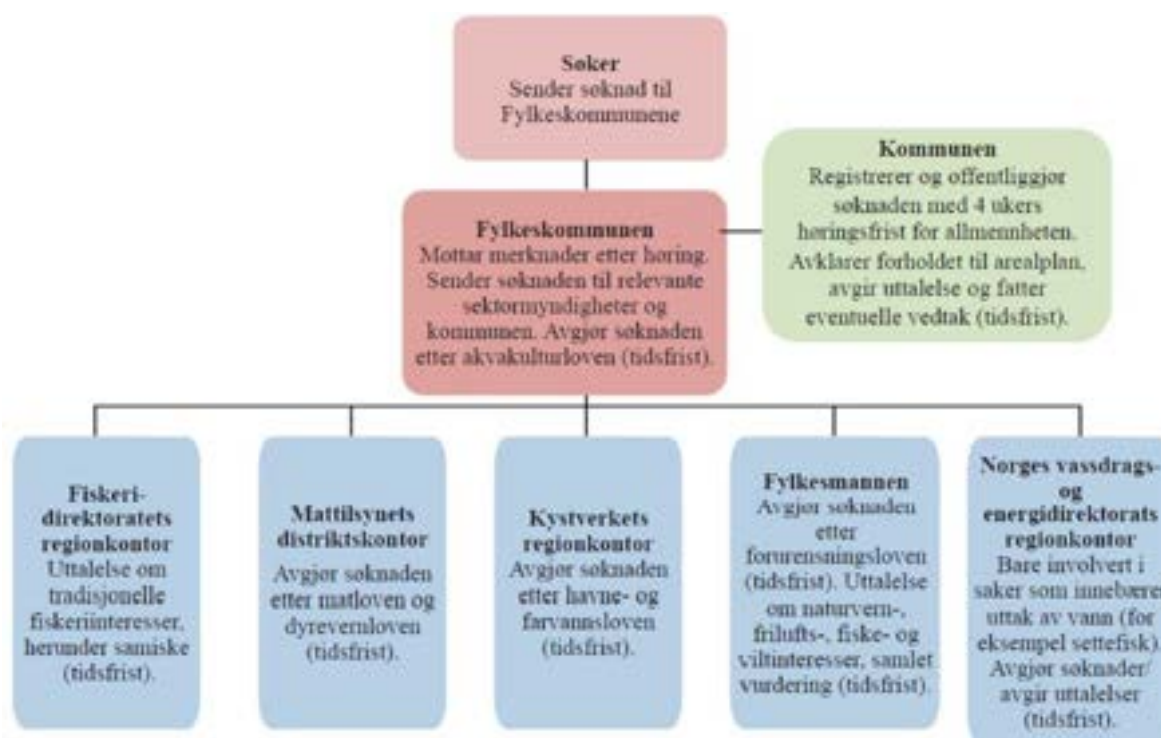 Søker
Sender søknad til
Fylkeskommunene
Kommunen
Registrerer og offentliggjør
søknaden med 4 ukers
høringsfrist for allmennheten.
Avklarer forholdet til arealplan,
avgir uttalelse og fatter
eventuelle vedtak (tidsfrist).
Fylkeskommunen
Mottar merknader etter høring.
Sender søknaden til relevante
sektormyndigheter og
kommunen. Avgjør søknaden
etter akvakulturloven (tidsfrist).
Fiskeri-
direktoratets
regionkontor
Uttalelse om
tradisjonelle
fiskeriinteresser,
herunder samiske
(tidsfrist).
Mattilsynets
distriktskontor
Avgjør søknaden
etter matloven og
dyrevernloven
(tidsfrist).
Kystverkets
regionkontor
Avgjør søknaden
etter havne- og
farvannsloven
(tidsfrist).
Fylkesmannen
Avgjør søknaden
etter
forurensningsloven
(tidsfrist). Uttalelse
om naturvern-,
frilufts-, fiske- og
viltinteresser, samlet
vurdering (tidsfrist).
Norges vassdrags-
og
energidirektorats
regionkontor
Bare involvert i
saker som innebærer
uttak av vann (for
eksempel settefisk).
Avgjør søknader/
avgir uttalelser
(tidsfrist).